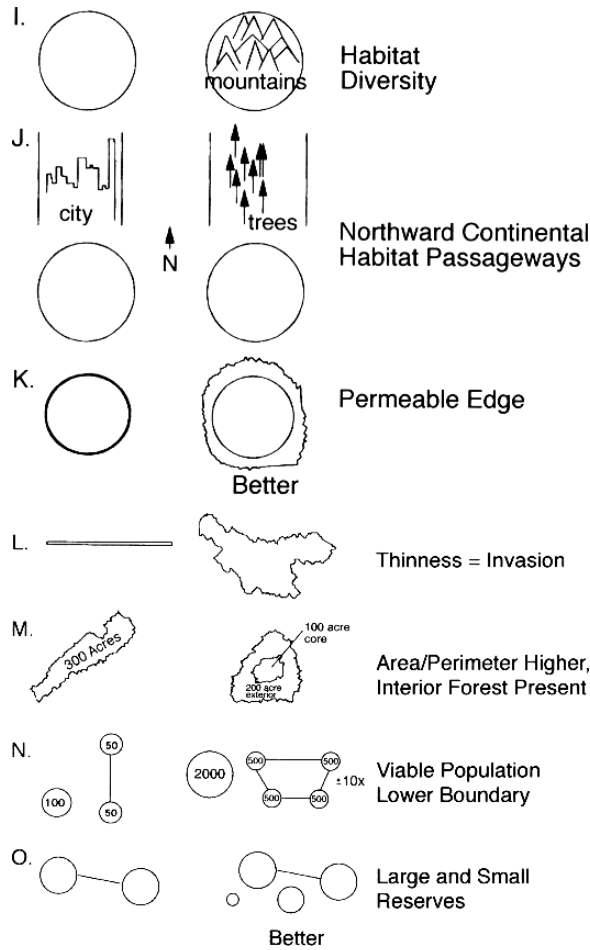 I.
mountains
Habitat
Diversity
J.
city
trees
N
Northward Continental
Habitat Passageways
K.
Permeable Edge
Better
L.
Thinness = Invasion
M.
300 Acres
100 acre
core
200 acre
exterior
Area/Perimeter Higher,
Interior Forest Present
N.
50
100
50
2000
500
500
500
500
±10x
Viable Population
Lower Boundary
O.
Large and Small
Reserves
Better